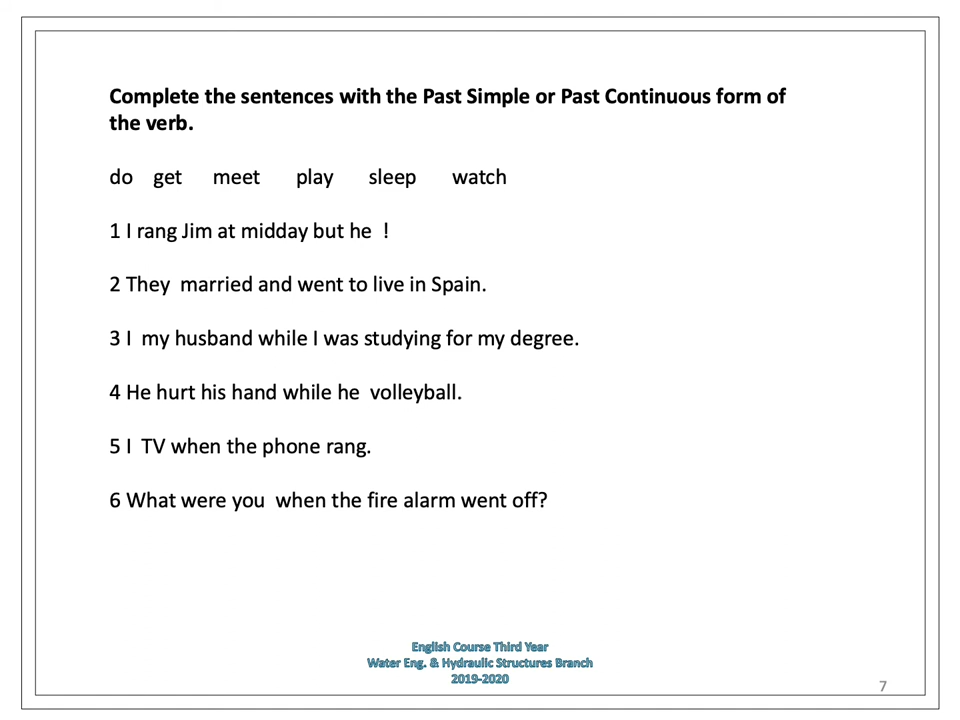 Complete the sentences with the Past Simple or Past Continuous form of
the verb.
do get meet play sleep watch
1 I rang Jim at midday but he !
2 They married and went to live in Spain.
3 I my husband while I was studying for my degree.
4 He hurt his hand while he volleyball.
5 I TV when the phone rang.
6 What were you when the fire alarm went off?
English Course Third Year
Water Eng. & Hydraulic Structures Branch
2019-2020
7